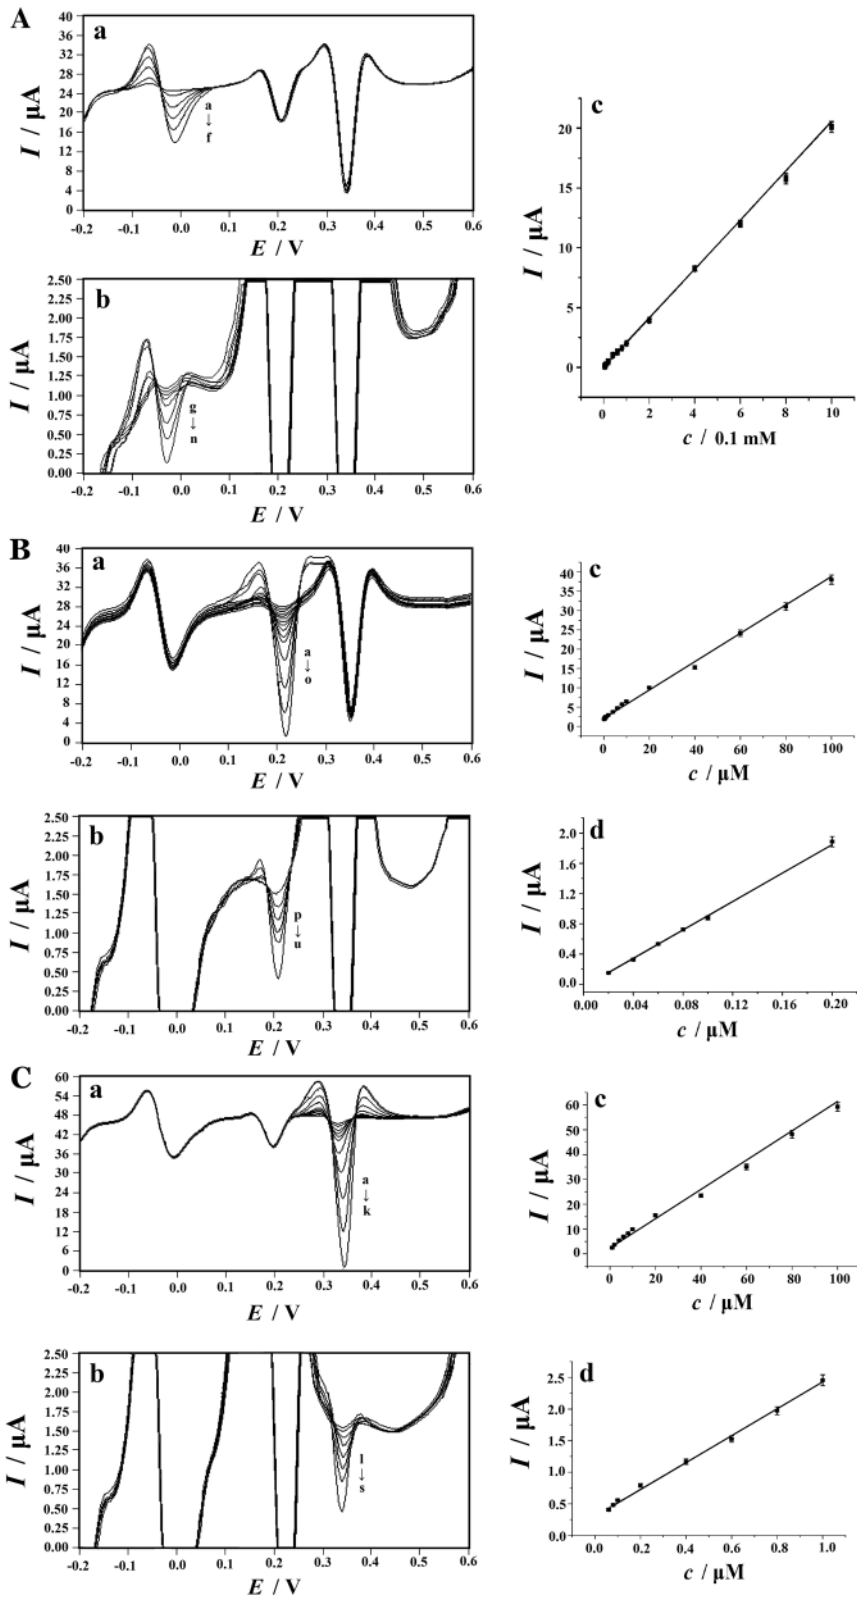 A
a
40
36
32
28
24
20
16
12
8
4
0
I / µA
a
↓
f
-0.2 -0.1 0.0 0.1 0.2 0.3 0.4 0.5 0.6
E / V
c
20
15
10
5
0
I / µA
0 2 4 6 8 10
c / 0.1 mM
b
2.50
2.25
2.00
1.75
1.50
1.25
1.00
0.75
0.50
0.25
0.00
I / µA
g
↓
n
-0.2 -0.1 0.0 0.1 0.2 0.3 0.4 0.5 0.6
E / V
B
a
40
36
32
28
24
20
16
12
8
4
0
I / µA
a
↓
o
-0.2 -0.1 0.0 0.1 0.2 0.3 0.4 0.5 0.6
E / V
c
40
35
30
25
20
15
10
5
0
I / µA
0 20 40 60 80 100
c / µM
b
2.50
2.25
2.00
1.75
1.50
1.25
1.00
0.75
0.50
0.25
0.00
I / µA
p
↓
u
-0.2 -0.1 0.0 0.1 0.2 0.3 0.4 0.5 0.6
E / V
d
2.0
1.6
1.2
0.8
0.4
0.0
I / µA
0.00 0.04 0.08 0.12 0.16 0.20
c / µM
C
a
60
54
48
42
36
30
24
18
12
6
0
I / µA
a
↓
k
-0.2 -0.1 0.0 0.1 0.2 0.3 0.4 0.5 0.6
E / V
c
60
50
40
30
20
10
0
I / µA
0 20 40 60 80 100
c / µM
b
2.50
2.25
2.00
1.75
1.50
1.25
1.00
0.75
0.50
0.25
0.00
I / µA
l
↓
s
-0.2 -0.1 0.0 0.1 0.2 0.3 0.4 0.5 0.6
E / V
d
2.5
2.0
1.5
1.0
0.5
0.0
I / µA
0.0 0.2 0.4 0.6 0.8 1.0
c / µM